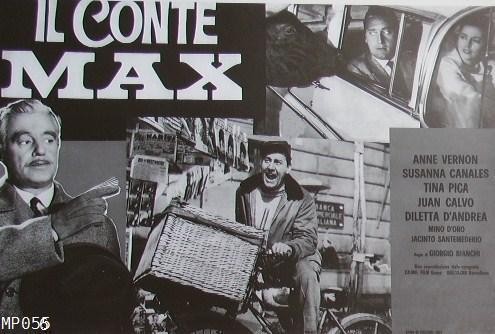 IL CONTE
MAX
ANNE VERNON
SUSANNA CANALES
TINA PICA
JUAN CALVO
DILETTA D'ANDREA
MINO D'ORO
JACINTO SANTEMEDERIO
Regia di GIORGIO BIANCHI
MP056